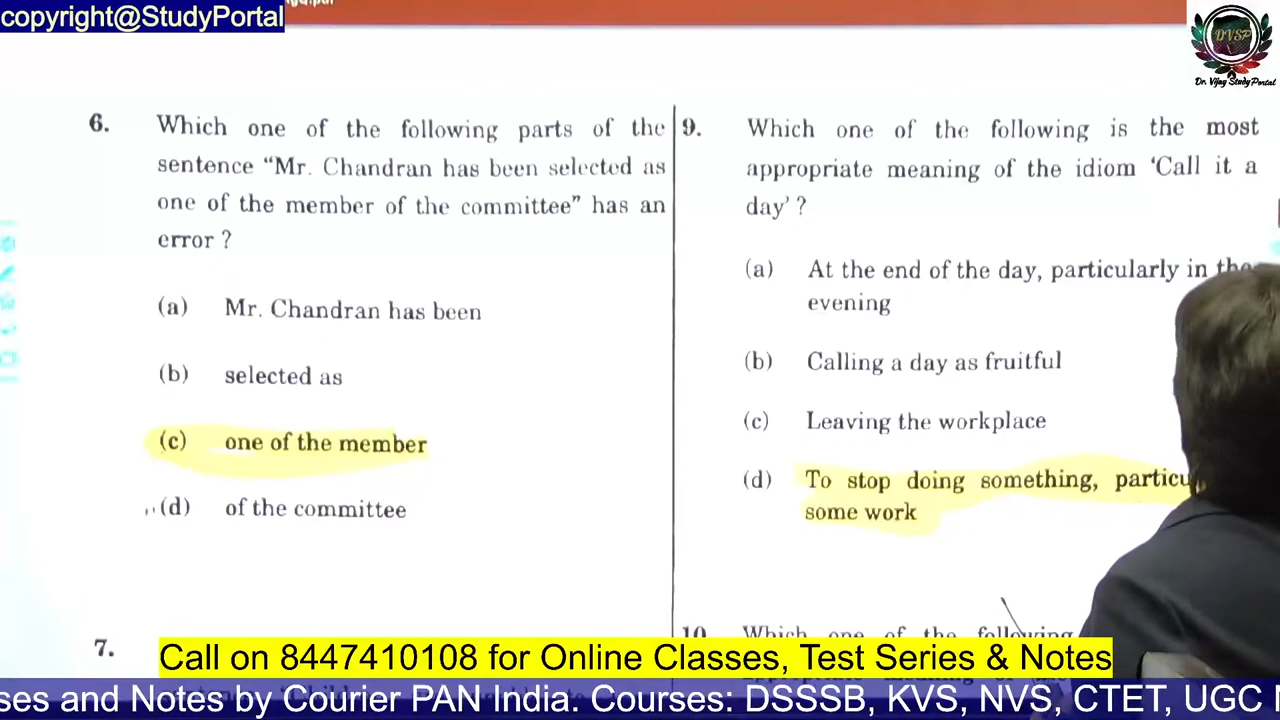 copyright@StudyPortal
DVSP
Dr. Vijay StudyPortal
6. Which one of the following parts of the
sentence “Mr. Chandran has been selected as
one of the member of the committee” has an
error ?
(a) Mr. Chandran has been
(b) selected as
(c) one of the member
(d) of the committee
7.
9. Which one of the following is the most
appropriate meaning of the idiom ‘Call it a
day’ ?
(a) At the end of the day, particularly in the
evening
(b) Calling a day as fruitful
(c) Leaving the workplace
(d) To stop doing something, particu
some work
10. Which one of the following
Call on 8447410108 for Online Classes, Test Series & Notes
ses and Notes by Courier PAN India. Courses: DSSSB, KVS, NVS, CTET, UGC